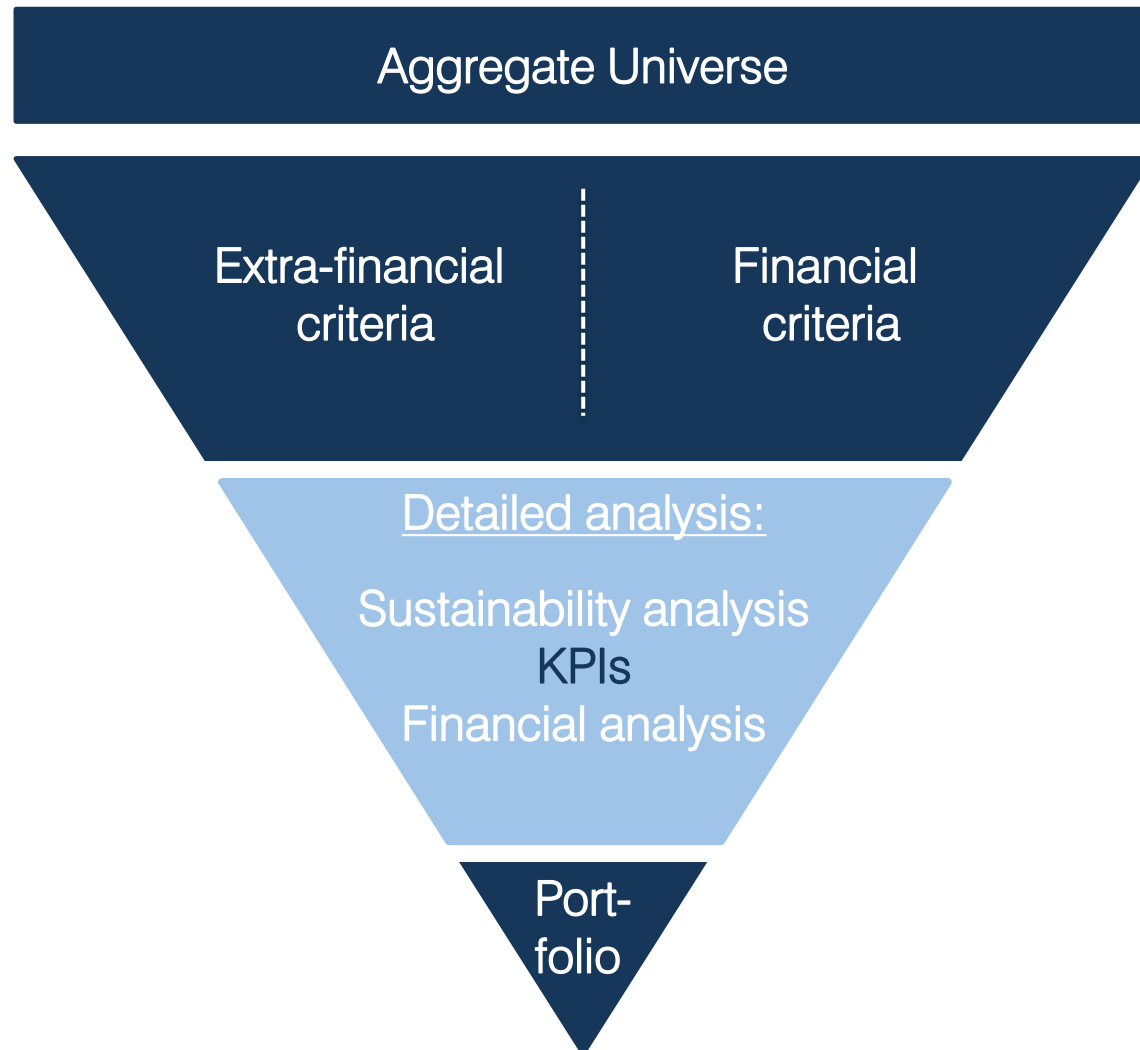 Aggregate Universe
Extra-financial
criteria
Financial
criteria
Detailed analysis:
Sustainability analysis
KPIs
Financial analysis
Port-
folio